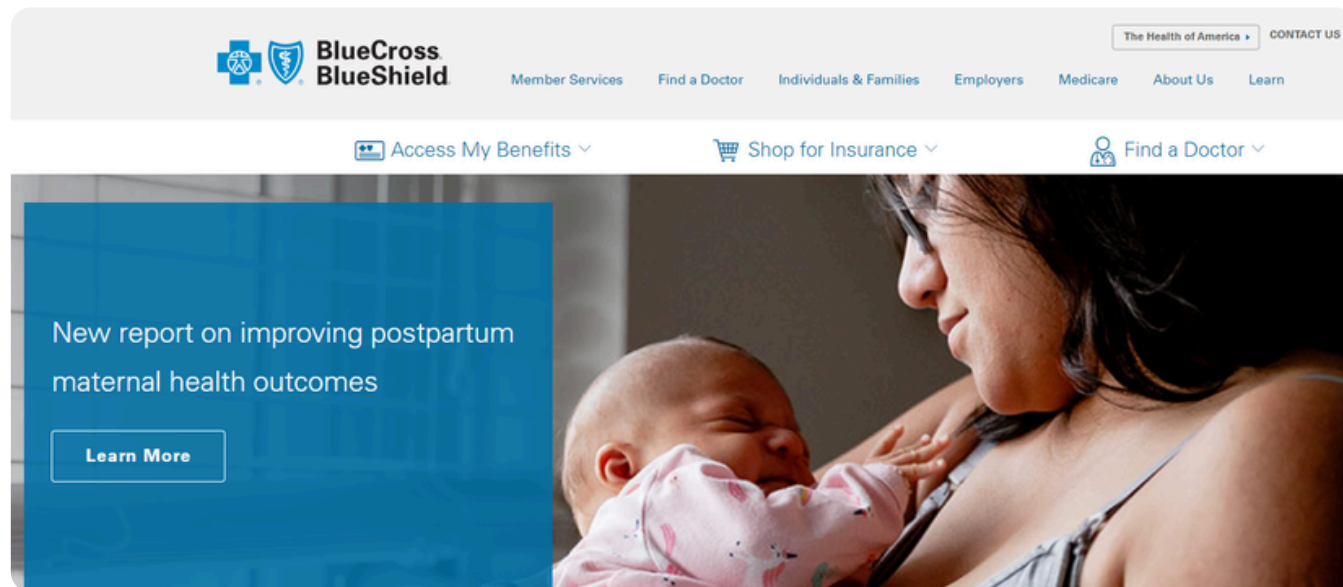 The Health of America
CONTACT US
BlueCross
BlueShield
Member Services Find a Doctor Individuals & Families Employers Medicare About Us Learn
Access My Benefits Shop for Insurance Find a Doctor
New report on improving postpartum
maternal health outcomes
Learn More